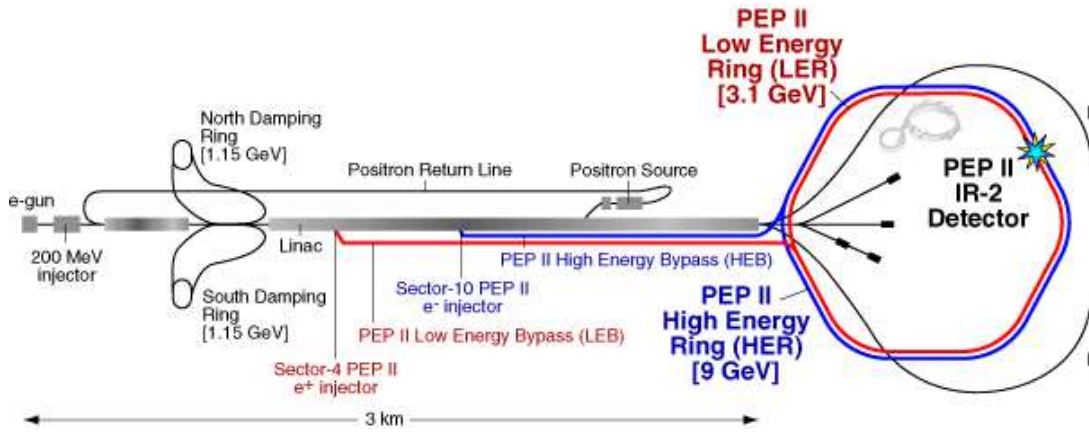 PEP II
Low Energy
Ring (LER)
[3.1 GeV]
North Damping
Ring
[1.15 GeV]
Positron Return Line
Positron Source
e-gun
200 MeV
injector
Linac
PEP II High Energy Bypass (HEB)
PEP II
IR-2
Detector
South Damping
Ring
[1.15 GeV]
Sector-10 PEP II
e- injector
PEP II Low Energy Bypass (LEB)
PEP II
High Energy
Ring (HER)
[9 GeV]
Sector-4 PEP II
e+ injector
3 km